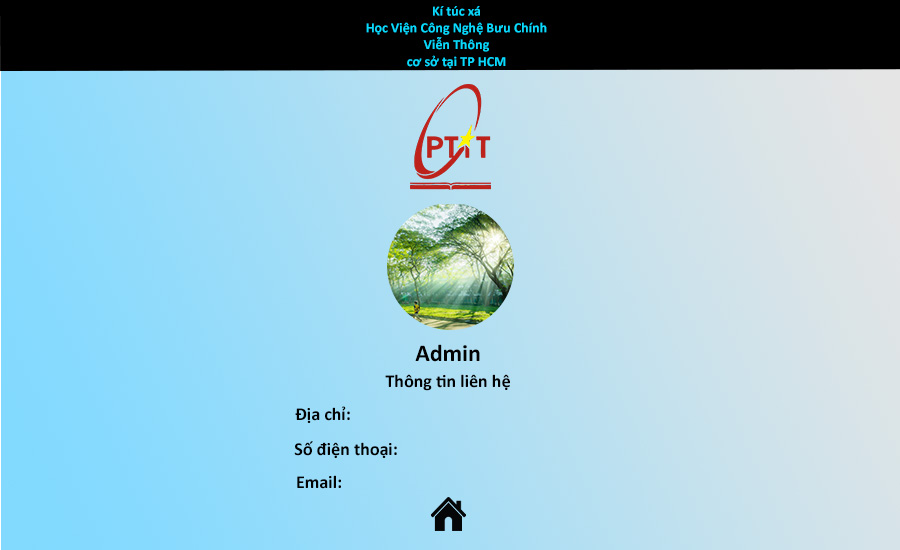 Kí túc xá
Học Viện Công Nghệ Bưu Chính
Viễn Thông
cơ sở tại TP HCM
PTIT
Admin
Thông tin liên hệ
Địa chỉ:
Số điện thoại:
Email: